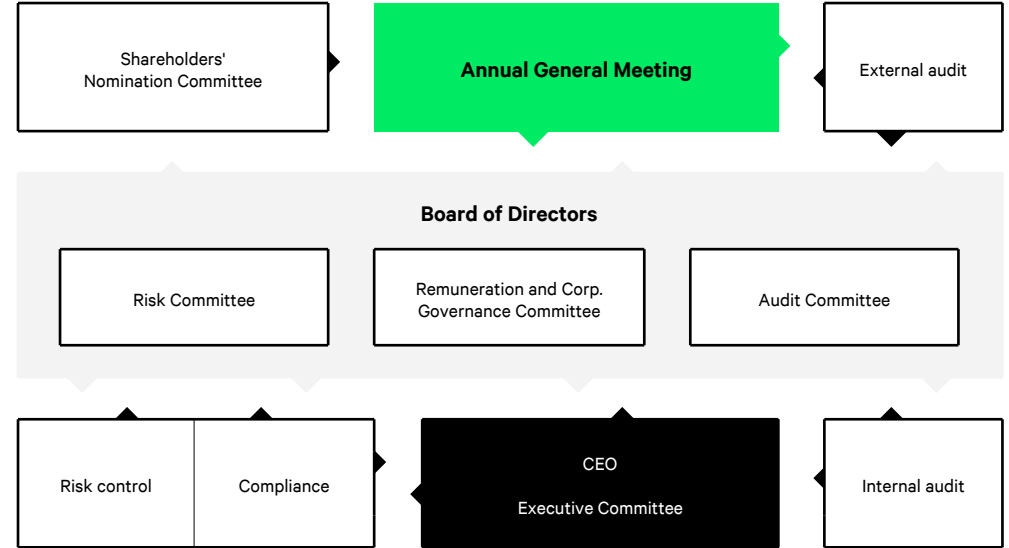 Shareholders'
Nomination Committee
Annual General Meeting
External audit
Board of Directors
Risk Committee
Remuneration and Corp.
Governance Committee
Audit Committee
Risk control
Compliance
CEO
Executive Committee
Internal audit